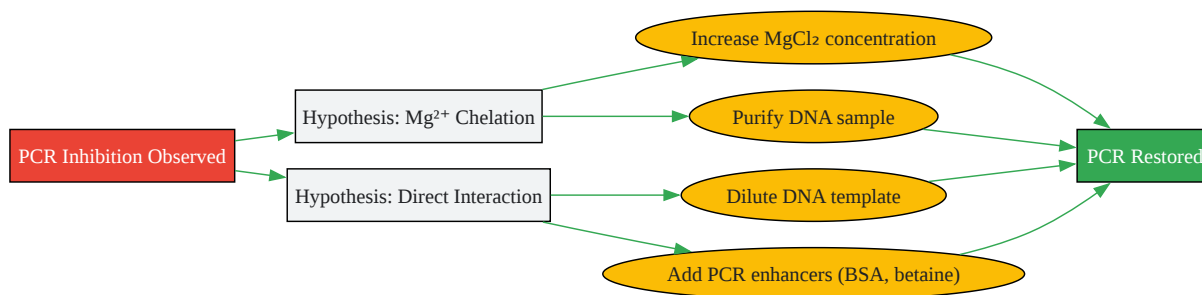 Increase MgCl₂ concentration
Hypothesis: Mg²⁺ Chelation
Purify DNA sample
PCR Inhibition Observed
PCR Restored
Hypothesis: Direct Interaction
Dilute DNA template
Add PCR enhancers (BSA, betaine)